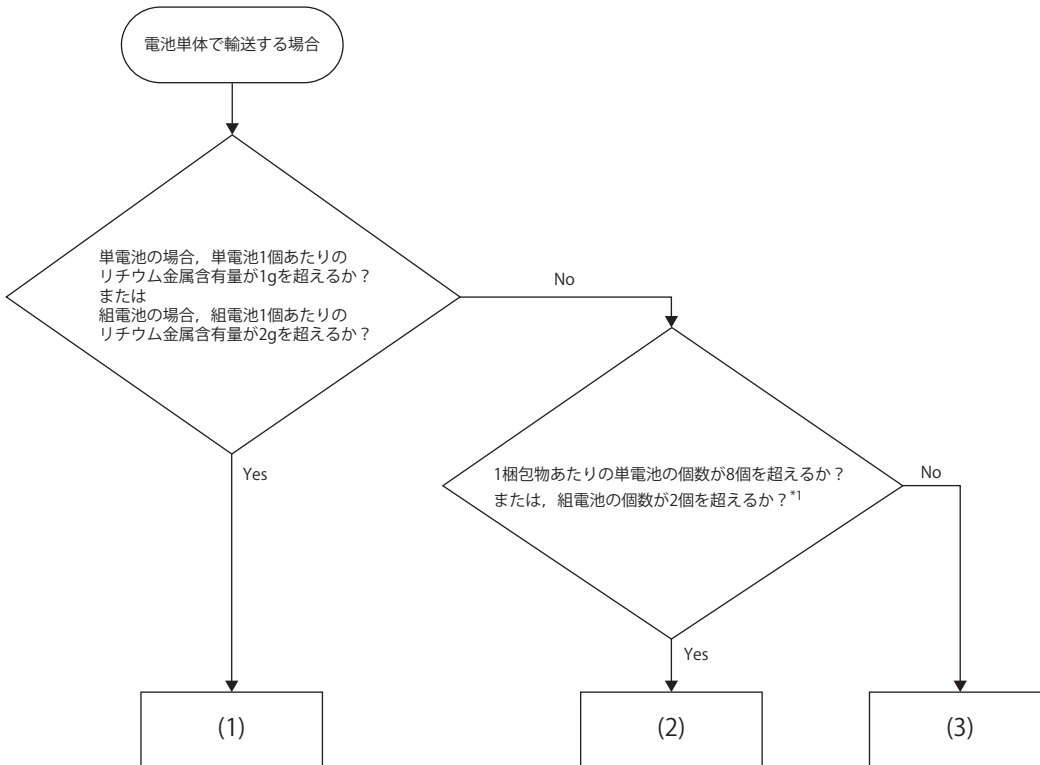 電池単体で輸送する場合
単電池の場合，単電池1個あたりの
リチウム金属含有量が1gを超えるか？
または
組電池の場合，組電池1個あたりの
リチウム金属含有量が2gを超えるか？
No
Yes
1梱包物あたりの単電池の個数が8個を超えるか？
または，組電池の個数が2個を超えるか？*1
No
Yes
(1)
(2)
(3)